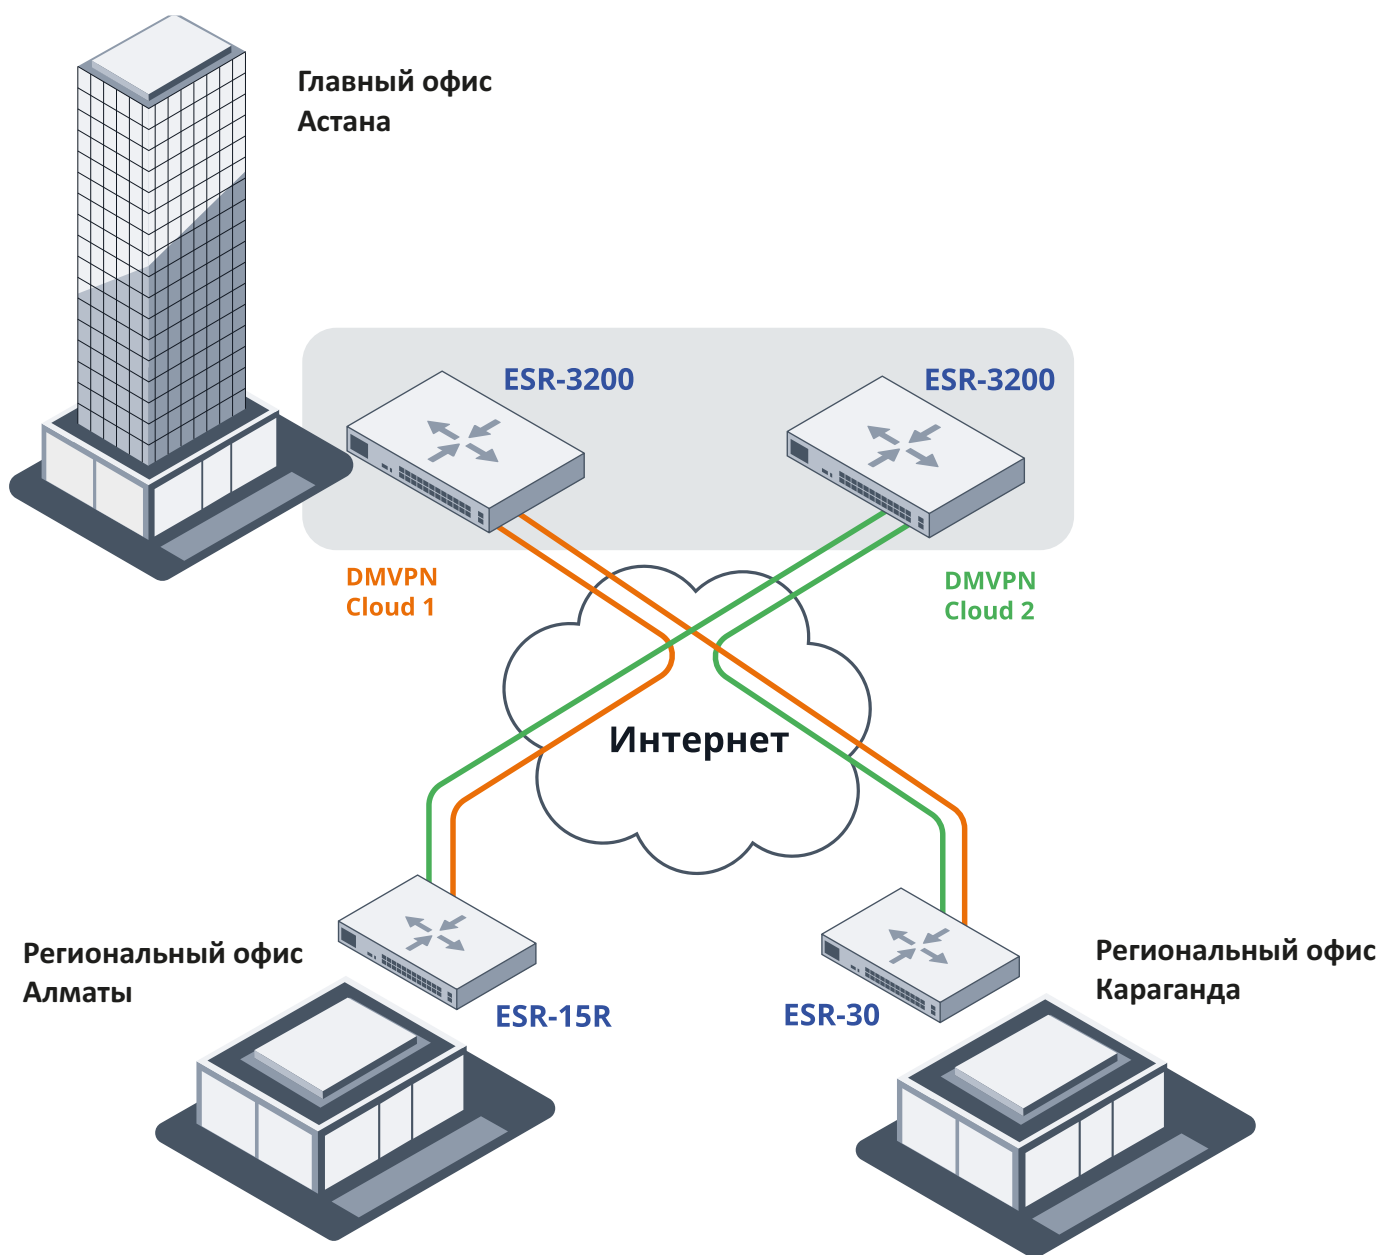 Главный офис
Астана
ESR-3200
ESR-3200
DMVPN
Cloud 1
DMVPN
Cloud 2
Интернет
Региональный офис
Алматы
ESR-15R
ESR-30
Региональный офис
Караганда